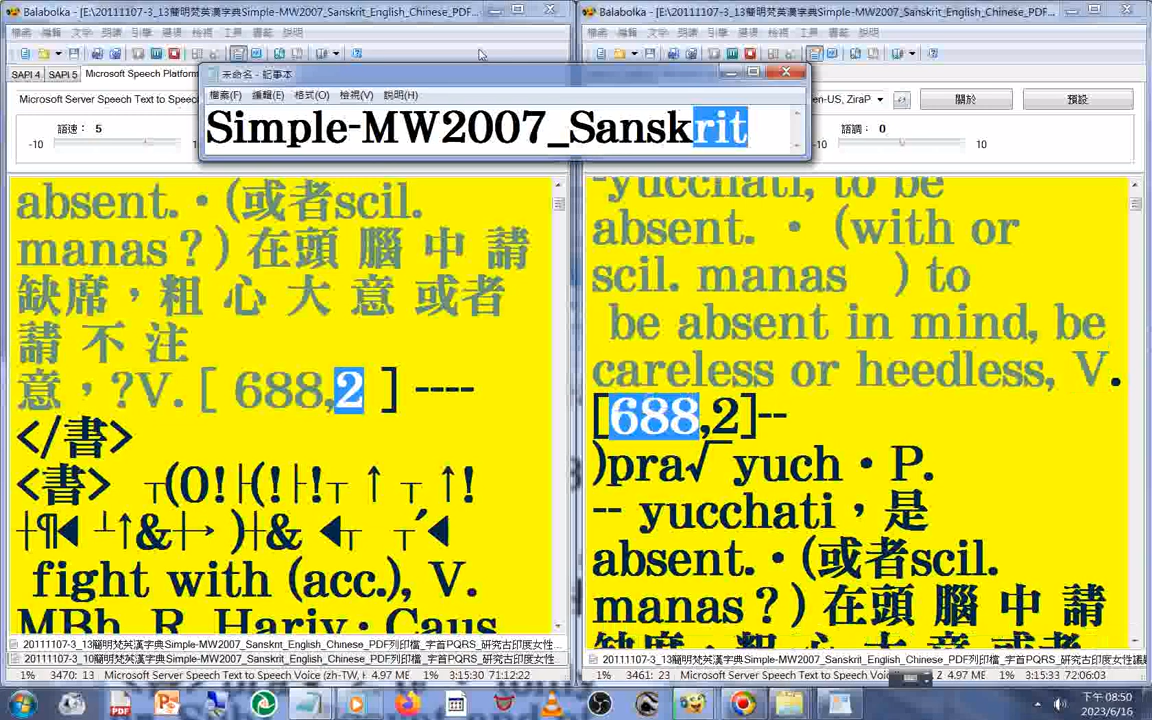 Balabolka - [E:\20111107-3_13簡明梵英漢字典Simple-MW2007_Sanskrit_English_Chinese_PDF...
Balabolka - [E:\20111107-3_13簡明梵英漢字典Simple-MW2007_Sanskrit_English_Chinese_PDF...
SAPI 4 SAPI 5 Microsoft Speech Platform
未命名 - 記事本
檔案(F) 編輯(E) 格式(O) 檢視(V) 說明(H)
Simple-MW2007_Sanskrit
Microsoft Server Speech Text to Speech
en-US, ZiraP
關於
預設
語速： 5
-10
語調： 0
10
absent.·(或者scil.
manas？) 在頭 腦 中 請
缺席，粗 心 大 意 或者
請 不 注
意，?V. [ 688,2 ] ----
</書>
<書> ┬(0!├(!├!┬ ↑ ┬ ↑!
┼¶◄ ┴↑&┼→ )┼& ◄┬ ┬′◄
fight with (acc.), V.
MBh. R. Hariv·Caus
-yucchati, to be
absent. · (with or
scil. manas ) to
be absent in mind, be
careless or heedless, V.
[688,2]--
)pra√ yuch·P.
-- yucchati，是
absent.·(或者scil.
manas？) 在頭 腦 中 請
缺席，粗 心 大 意 或者
20111107-3_13簡明梵英漢字典Simple-MW2007_Sanskrit_English_Chinese_PDF列印檔_字首PQRS_研究古印度女性...
20111107-3_10簡明梵英漢字典Simple-MW2007_Sanskrit_English_Chinese_PDF列印檔_字首PQRS_研究古印度女性...
20111107-3_13簡明梵英漢字典Simple-MW2007_Sanskrit_English_Chinese_PDF列印檔_字首PQRS_研究古印度女性議題
1% 3470: 13 Microsoft Server Speech Text to Speech Voice (zh-TW, H 4.97 MB 1% 3:15:30 71:12:22
1% 3461: 23 Microsoft Server Speech Text to Speech 4.97 MB 1% 3:15:30 72:06:03
下午 08:50
2023/6/16